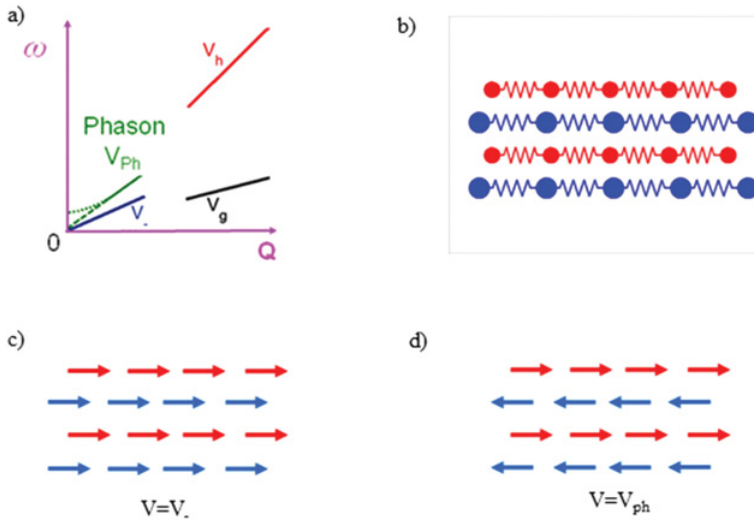 a)
ω
V_h
Phason
V_Ph
V_-
V_g
0
Q
b)
c)
V=V_-
d)
V=V_ph